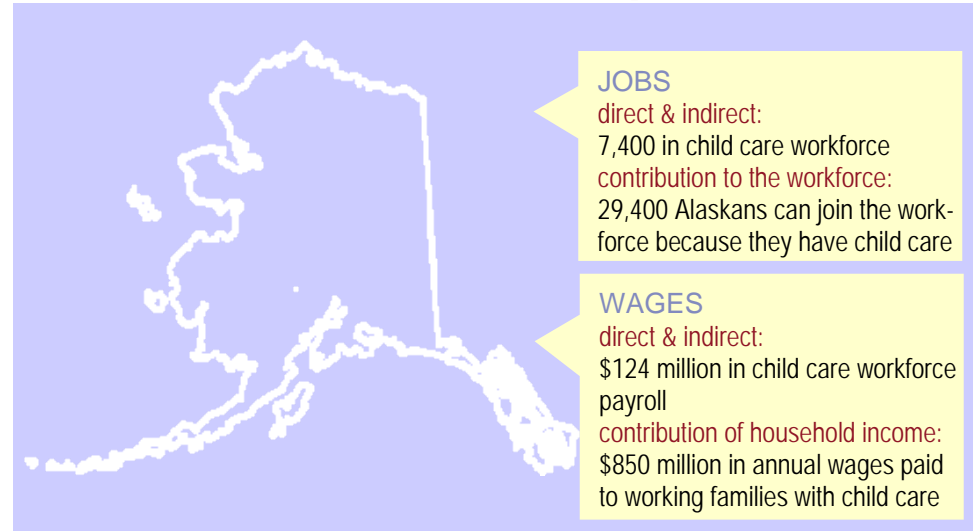 JOBS
direct & indirect:
7,400 in child care workforce
contribution to the workforce:
29,400 Alaskans can join the work-
force because they have child care
WAGES
direct & indirect:
$124 million in child care workforce
payroll
contribution of household income:
$850 million in annual wages paid
to working families with child care